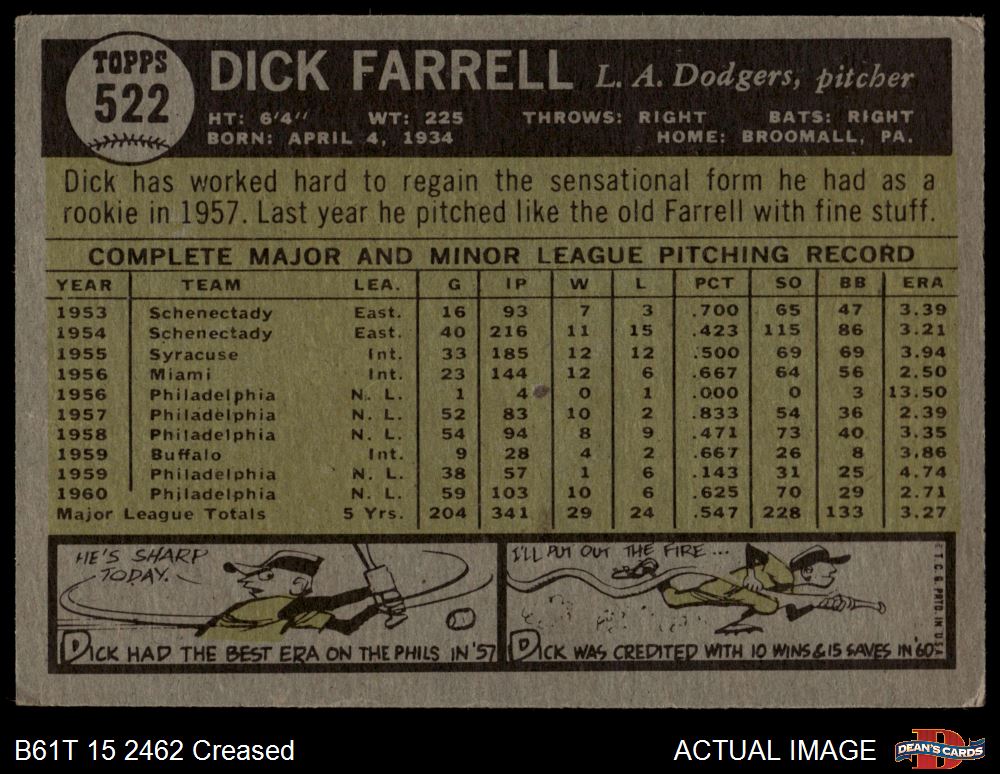 TOPPS
522
DICK FARRELL L. A. Dodgers, pitcher
HT: 6'4" WT: 225 THROWS: RIGHT BATS: RIGHT
BORN: APRIL 4, 1934 HOME: BROOMALL, PA.
Dick has worked hard to regain the sensational form he had as a
rookie in 1957. Last year he pitched like the old Farrell with fine stuff.
COMPLETE MAJOR AND MINOR LEAGUE PITCHING RECORD
YEAR TEAM LEA. G IP W L PCT SO BB ERA
1953 Schenectady East. 16 93 7 3 .700 65 47 3.39
1954 Schenectady East. 40 216 11 15 .423 115 86 3.21
1955 Syracuse Int. 33 185 12 12 .500 69 69 3.94
1956 Miami Int. 23 144 12 6 .667 64 56 2.50
1956 Philadelphia N. L. 1 4 0 1 .000 0 3 13.50
1957 Philadelphia N. L. 52 83 10 2 .833 54 36 2.39
1958 Philadelphia N. L. 54 94 8 9 .471 73 40 3.35
1959 Buffalo Int. 9 28 4 2 .667 26 8 3.86
1959 Philadelphia N. L. 38 57 1 6 .143 31 25 4.74
1960 Philadelphia N. L. 59 103 10 6 .625 70 29 2.71
Major League Totals 5 Yrs. 204 341 29 24 .547 228 133 3.27
HE'S SHARP
TODAY.
DICK HAD THE BEST ERA ON THE PHILS IN '57
I'LL PUT OUT THE FIRE...
DICK WAS CREDITED WITH 10 WINS & 15 SAVES IN '60
T. C. G. PRTD. IN U.S.A.
B61T 15 2462 Creased
ACTUAL IMAGE
DEAN'S CARDS